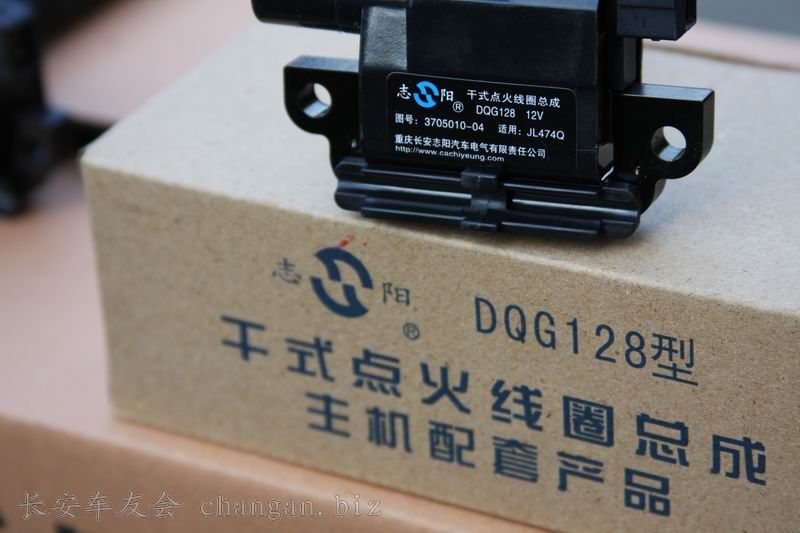 志阳® 干式点火线圈总成
DQG128 12V
图号：3705010-04 适用：JL474Q
重庆长安志阳汽车电气有限责任公司
http://www.cachiyeung.com
志阳® DQG128型
干式点火线圈总成
主机配套产品
长安车友会 changan.biz